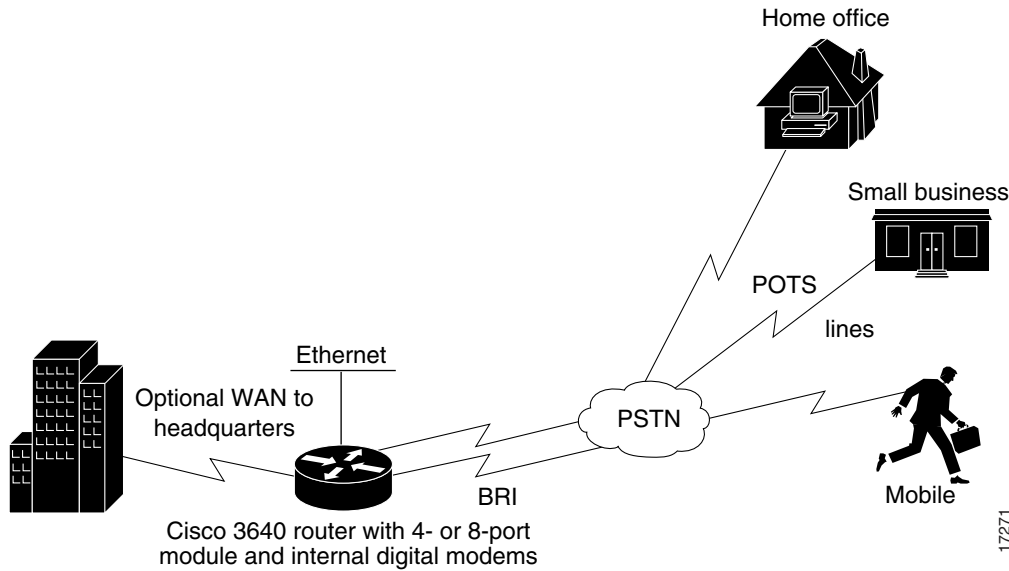 Home office
Small business
POTS
lines
Ethernet
Optional WAN to
headquarters
PSTN
BRI
Mobile
Cisco 3640 router with 4- or 8-port
module and internal digital modems
17271